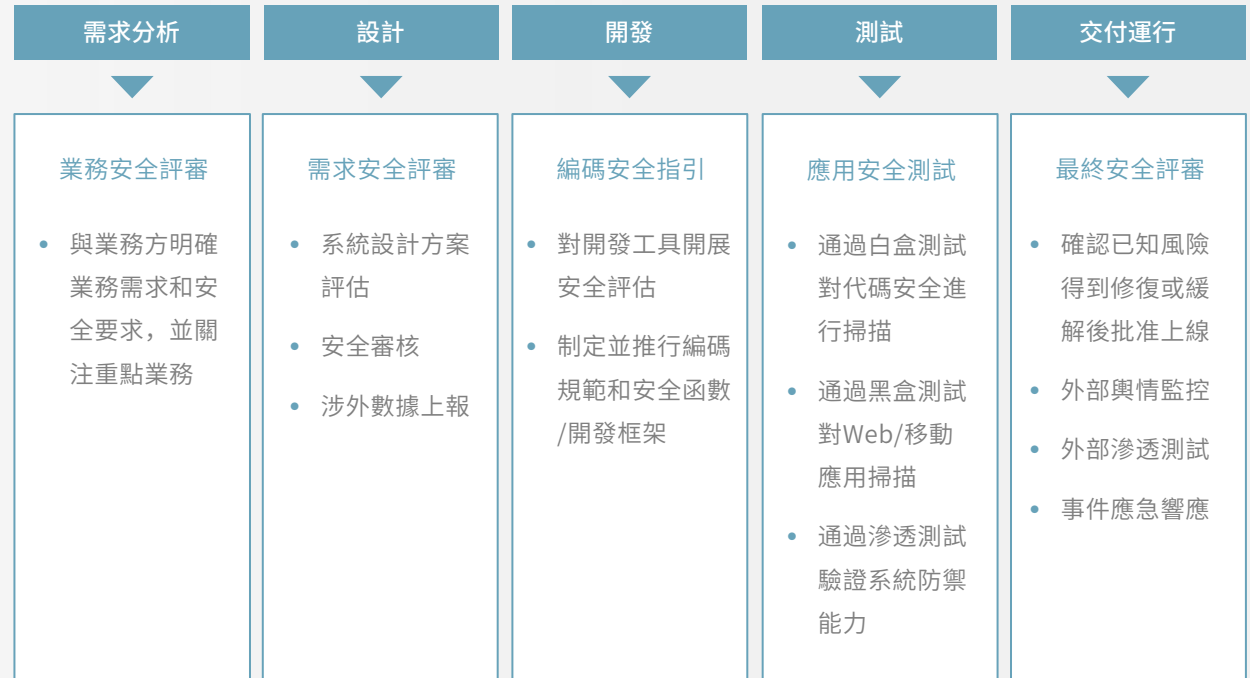 需求分析
業務安全評審
• 與業務方明確
業務需求和安
全要求，並關
注重點業務
設計
需求安全評審
• 系統設計方案
評估
• 安全審核
• 涉外數據上報
開發
編碼安全指引
• 對開發工具開展
安全評估
• 制定並推行編碼
規範和安全函數
/開發框架
測試
應用安全測試
• 通過白盒測試
對代碼安全進
行掃描
• 通過黑盒測試
對Web/移動
應用掃描
• 通過滲透測試
驗證系統防禦
能力
交付運行
最終安全評審
• 確認已知風險
得到修復或緩
解後批准上線
• 外部輿情監控
• 外部滲透測試
• 事件應急響應